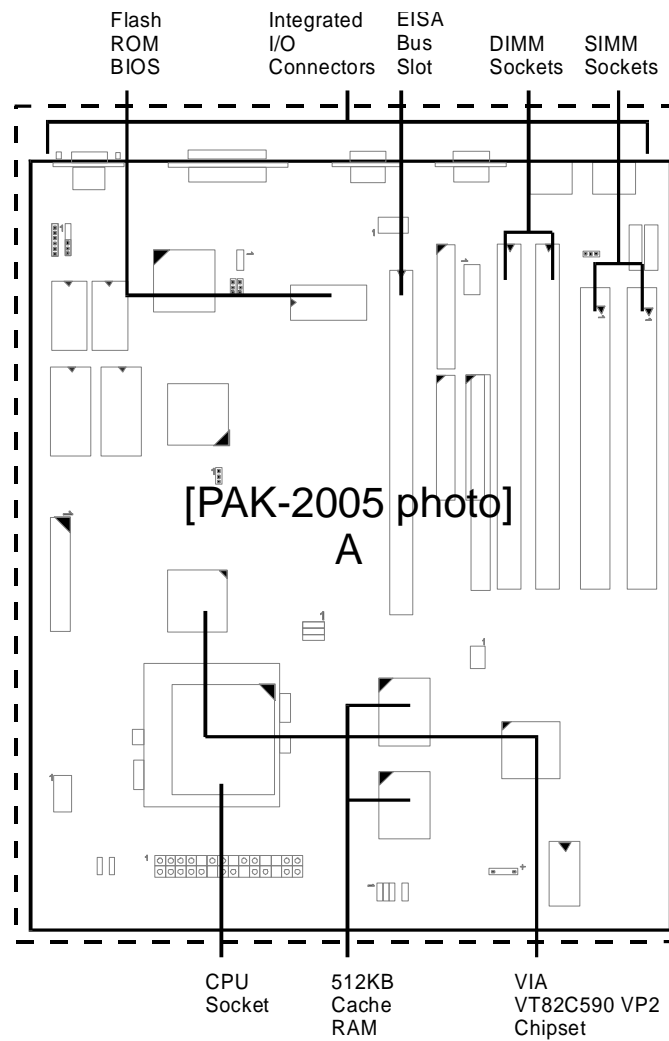 Flash
ROM
BIOS
Integrated
I/O
Connectors
EISA
Bus
Slot
DIMM
Sockets
SIMM
Sockets
[PAK-2005 photo]
A
CPU
Socket
512KB
Cache
RAM
VIA
VT82C590 VP2
Chipset